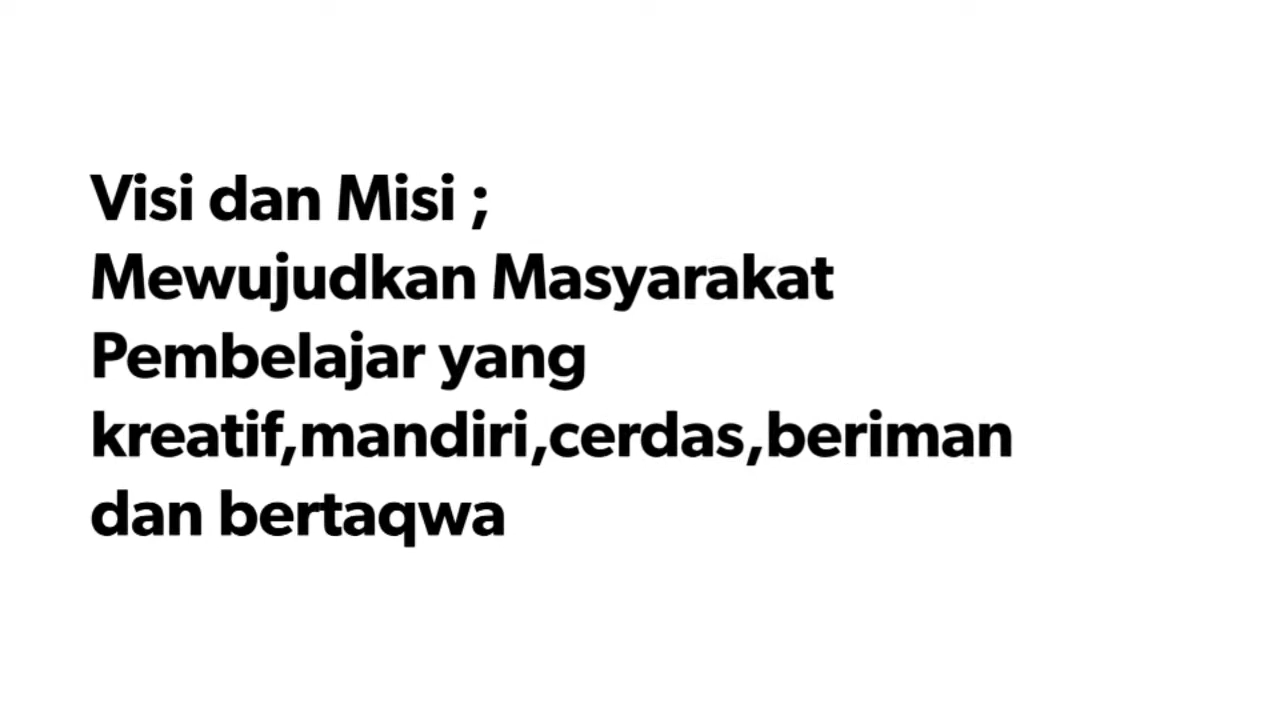 Visi dan Misi ;
Mewujudkan Masyarakat
Pembelajar yang
kreatif,mandiri,cerdas,beriman
dan bertaqwa